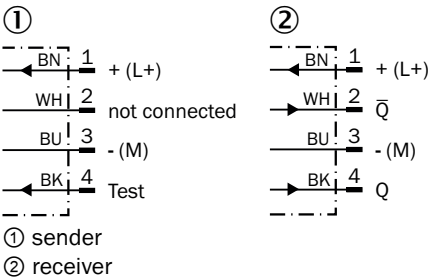 ① ②
BN 1 + (L+) BN 1 + (L+)
WH 2 not connected WH 2 Q̅
BU 3 - (M) BU 3 - (M)
BK 4 Test BK 4 Q
① sender
② receiver